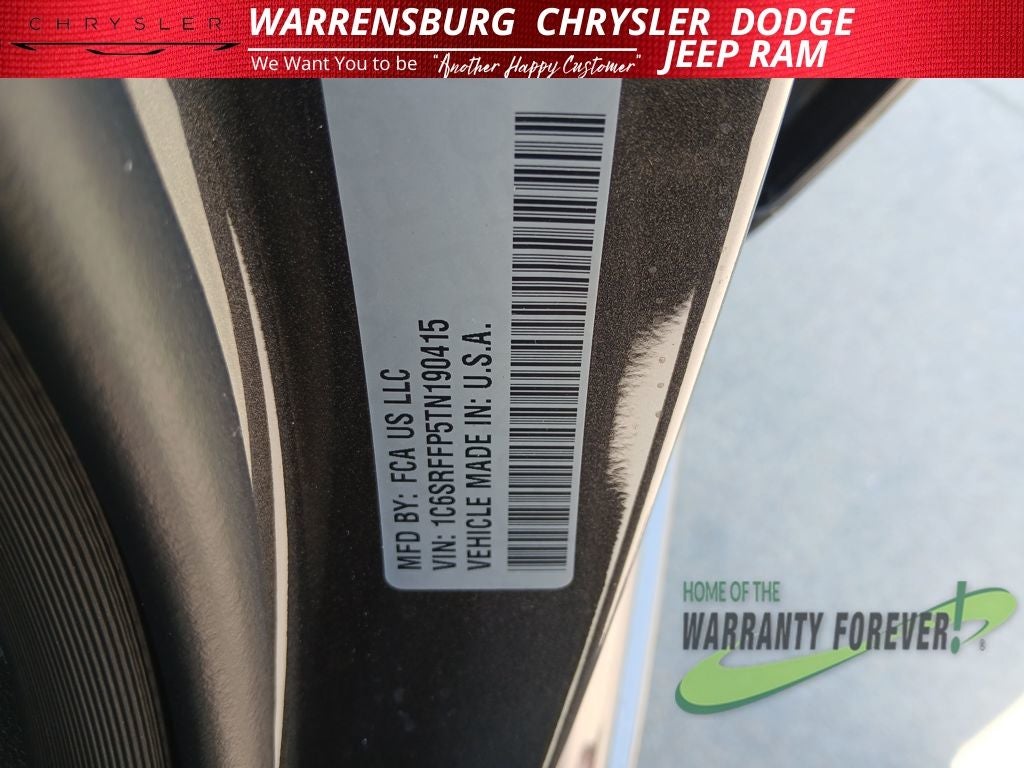 CHRYSLER
WARRENSBURG CHRYSLER DODGE
JEEP RAM
We Want You to be "Another Happy Customer"
MFD BY: FCA US LLC
VIN: 1C6SRFFP5TN190415
VEHICLE MADE IN: U.S.A.
HOME OF THE
WARRANTY FOREVER!®